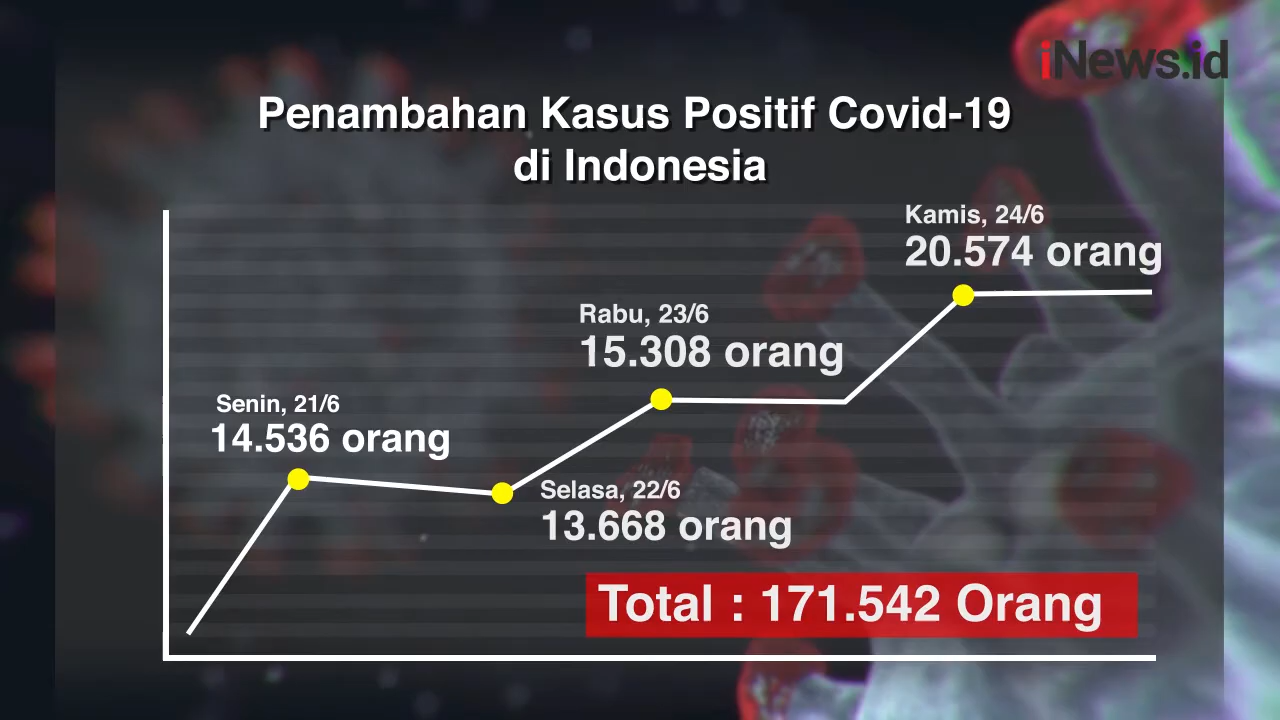 iNews.id
Penambahan Kasus Positif Covid-19
di Indonesia
Kamis, 24/6
20.574 orang
Rabu, 23/6
15.308 orang
Senin, 21/6
14.536 orang
Selasa, 22/6
13.668 orang
Total : 171.542 Orang